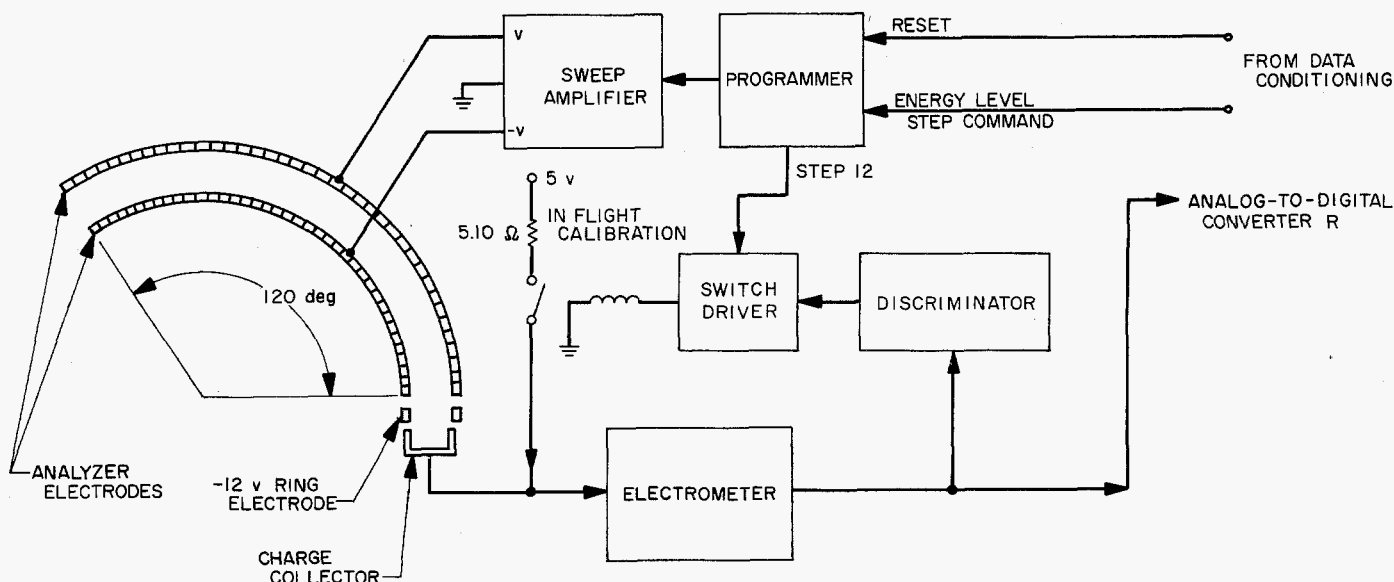 RESET
V
SWEEP
AMPLIFIER
PROGRAMMER
FROM DATA
CONDITIONING
ENERGY LEVEL
STEP COMMAND
-V
STEP 12
5 v
IN FLIGHT
CALIBRATION
5.10 Ω
ANALOG-TO-DIGITAL
CONVERTER R
120 deg
SWITCH
DRIVER
DISCRIMINATOR
ANALYZER
ELECTRODES
-12 v RING
ELECTRODE
ELECTROMETER
CHARGE
COLLECTOR